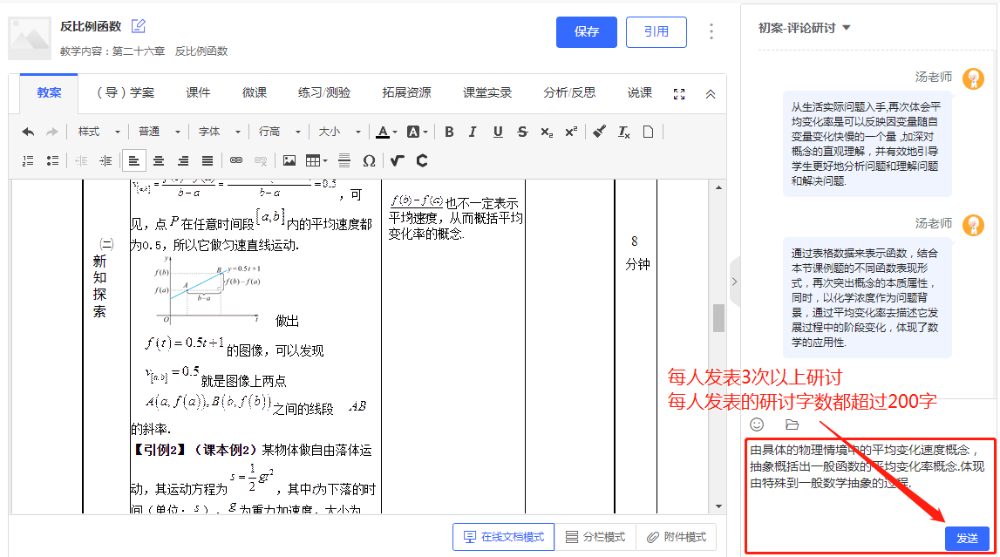 反比例函数
教学内容：第二十六章 反比例函数
保存
引用
教案
（导）学案
课件
微课
练习/测验
拓展资源
课堂实录
分析/反思
说课
样式
普通
字体
行高
大小
(二)
新
知
探
索
b-a b-a =0.5，可
见，点P在任意时间段[a,b]内的平均速度都
为0.5，所以它做匀速直线运动.
y
f(b)
f(a)
B
y=0.5t+1
f(b)-f(a)
A
b-a
O
t
做出
f(t)=0.5t+1的图像，可以发现
v[a,b]=0.5就是图像上两点
A(a,f(a)),B(b,f(b))之间的线段 AB
的斜率.
【引例2】（课本例2）某物体做自由落体运
动，其运动方程为s=1/2gt²，其中t为下落的时
间（单位：s），g为重力加速度，大小为
f(b)-f(a)也不一定表示
平均速度，从而概括平均
变化率的概念.
8
分钟
在线文档模式
分栏模式
附件模式
初案-评论研讨
汤老师
从生活实际问题入手,再次体会平
均变化率是可以反映因变量随自
变量变化快慢的一个量,加深对
概念的直观理解，并有效地引导
学生更好地分析问题和理解问题
和解决问题.
汤老师
通过表格数据来表示函数，结合
本节课例题的不同函数表现形
式，再次突出概念的本质属性，
同时，以化学浓度作为问题背
景，通过平均变化率去描述它发
展过程中的阶段变化，体现了数
学的应用性.
每人发表3次以上研讨
每人发表的研讨字数都超过200字
由具体的物理情境中的平均变化速度概念，
抽象概括出一般函数的平均变化率概念.体现
由特殊到一般数学抽象的过程.
发送